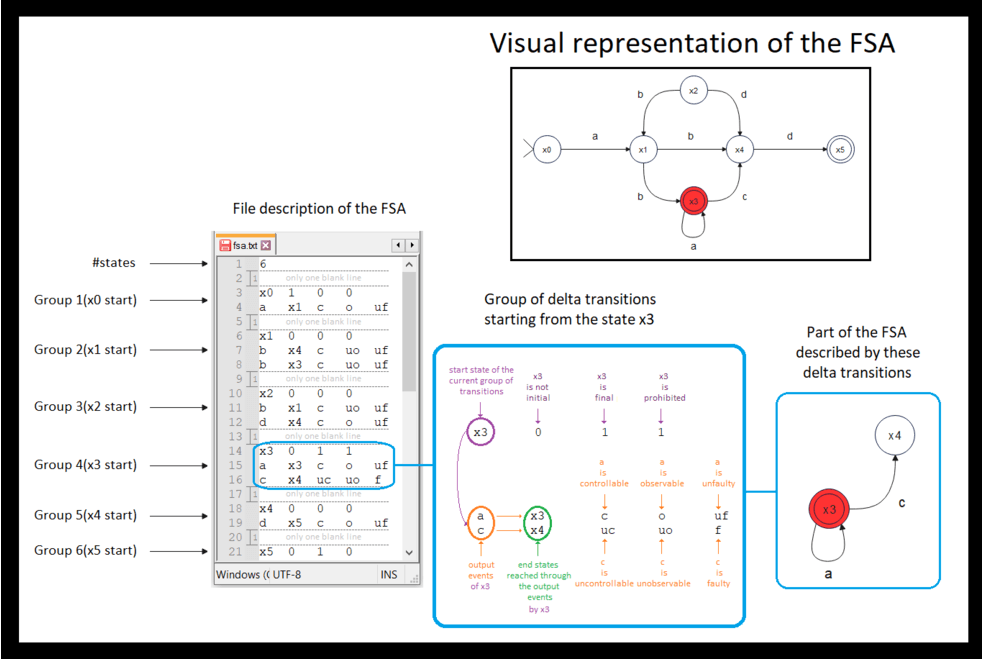 Visual representation of the FSA
x2
b
d
x0
a
x1
b
x4
d
x5
b
x3
c
a
File description of the FSA
fsa.txt
#states
Group 1(x0 start)
Group 2(x1 start)
Group 3(x2 start)
Group 4(x3 start)
Group 5(x4 start)
Group 6(x5 start)
1 6
2 1 only one blank line
3 x0 1 0 0
4 a x1 c o uf
5 1 only one blank line
6 x1 0 0 0
7 b x4 c uo uf
8 b x3 c uo uf
9 1 only one blank line
10 x2 0 0 0
11 b x1 c uo uf
12 d x4 c o uf
13 1 only one blank line
14 x3 0 1 1
15 a x3 c o uf
16 c x4 uc uo f
17 1 only one blank line
18 x4 0 0 0
19 d x5 c o uf
20 1 only one blank line
21 x5 0 1 0
Windows (( UTF-8 INS
Group of delta transitions
starting from the state x3
start state of the
current group of
transitions
x3
is not
initial
x3
is
final
x3
is
prohibited
x3 0 1 1
a
is
controllable
a
is
observable
a
is
unfaulty
a x3 c o uf
c x4 uc uo f
output
events
of x3
end states
reached through
the output
events
by x3
c
is
uncontrollable
c
is
unobservable
c
is
faulty
Part of the FSA
described by these
delta transitions
x4
x3
c
a